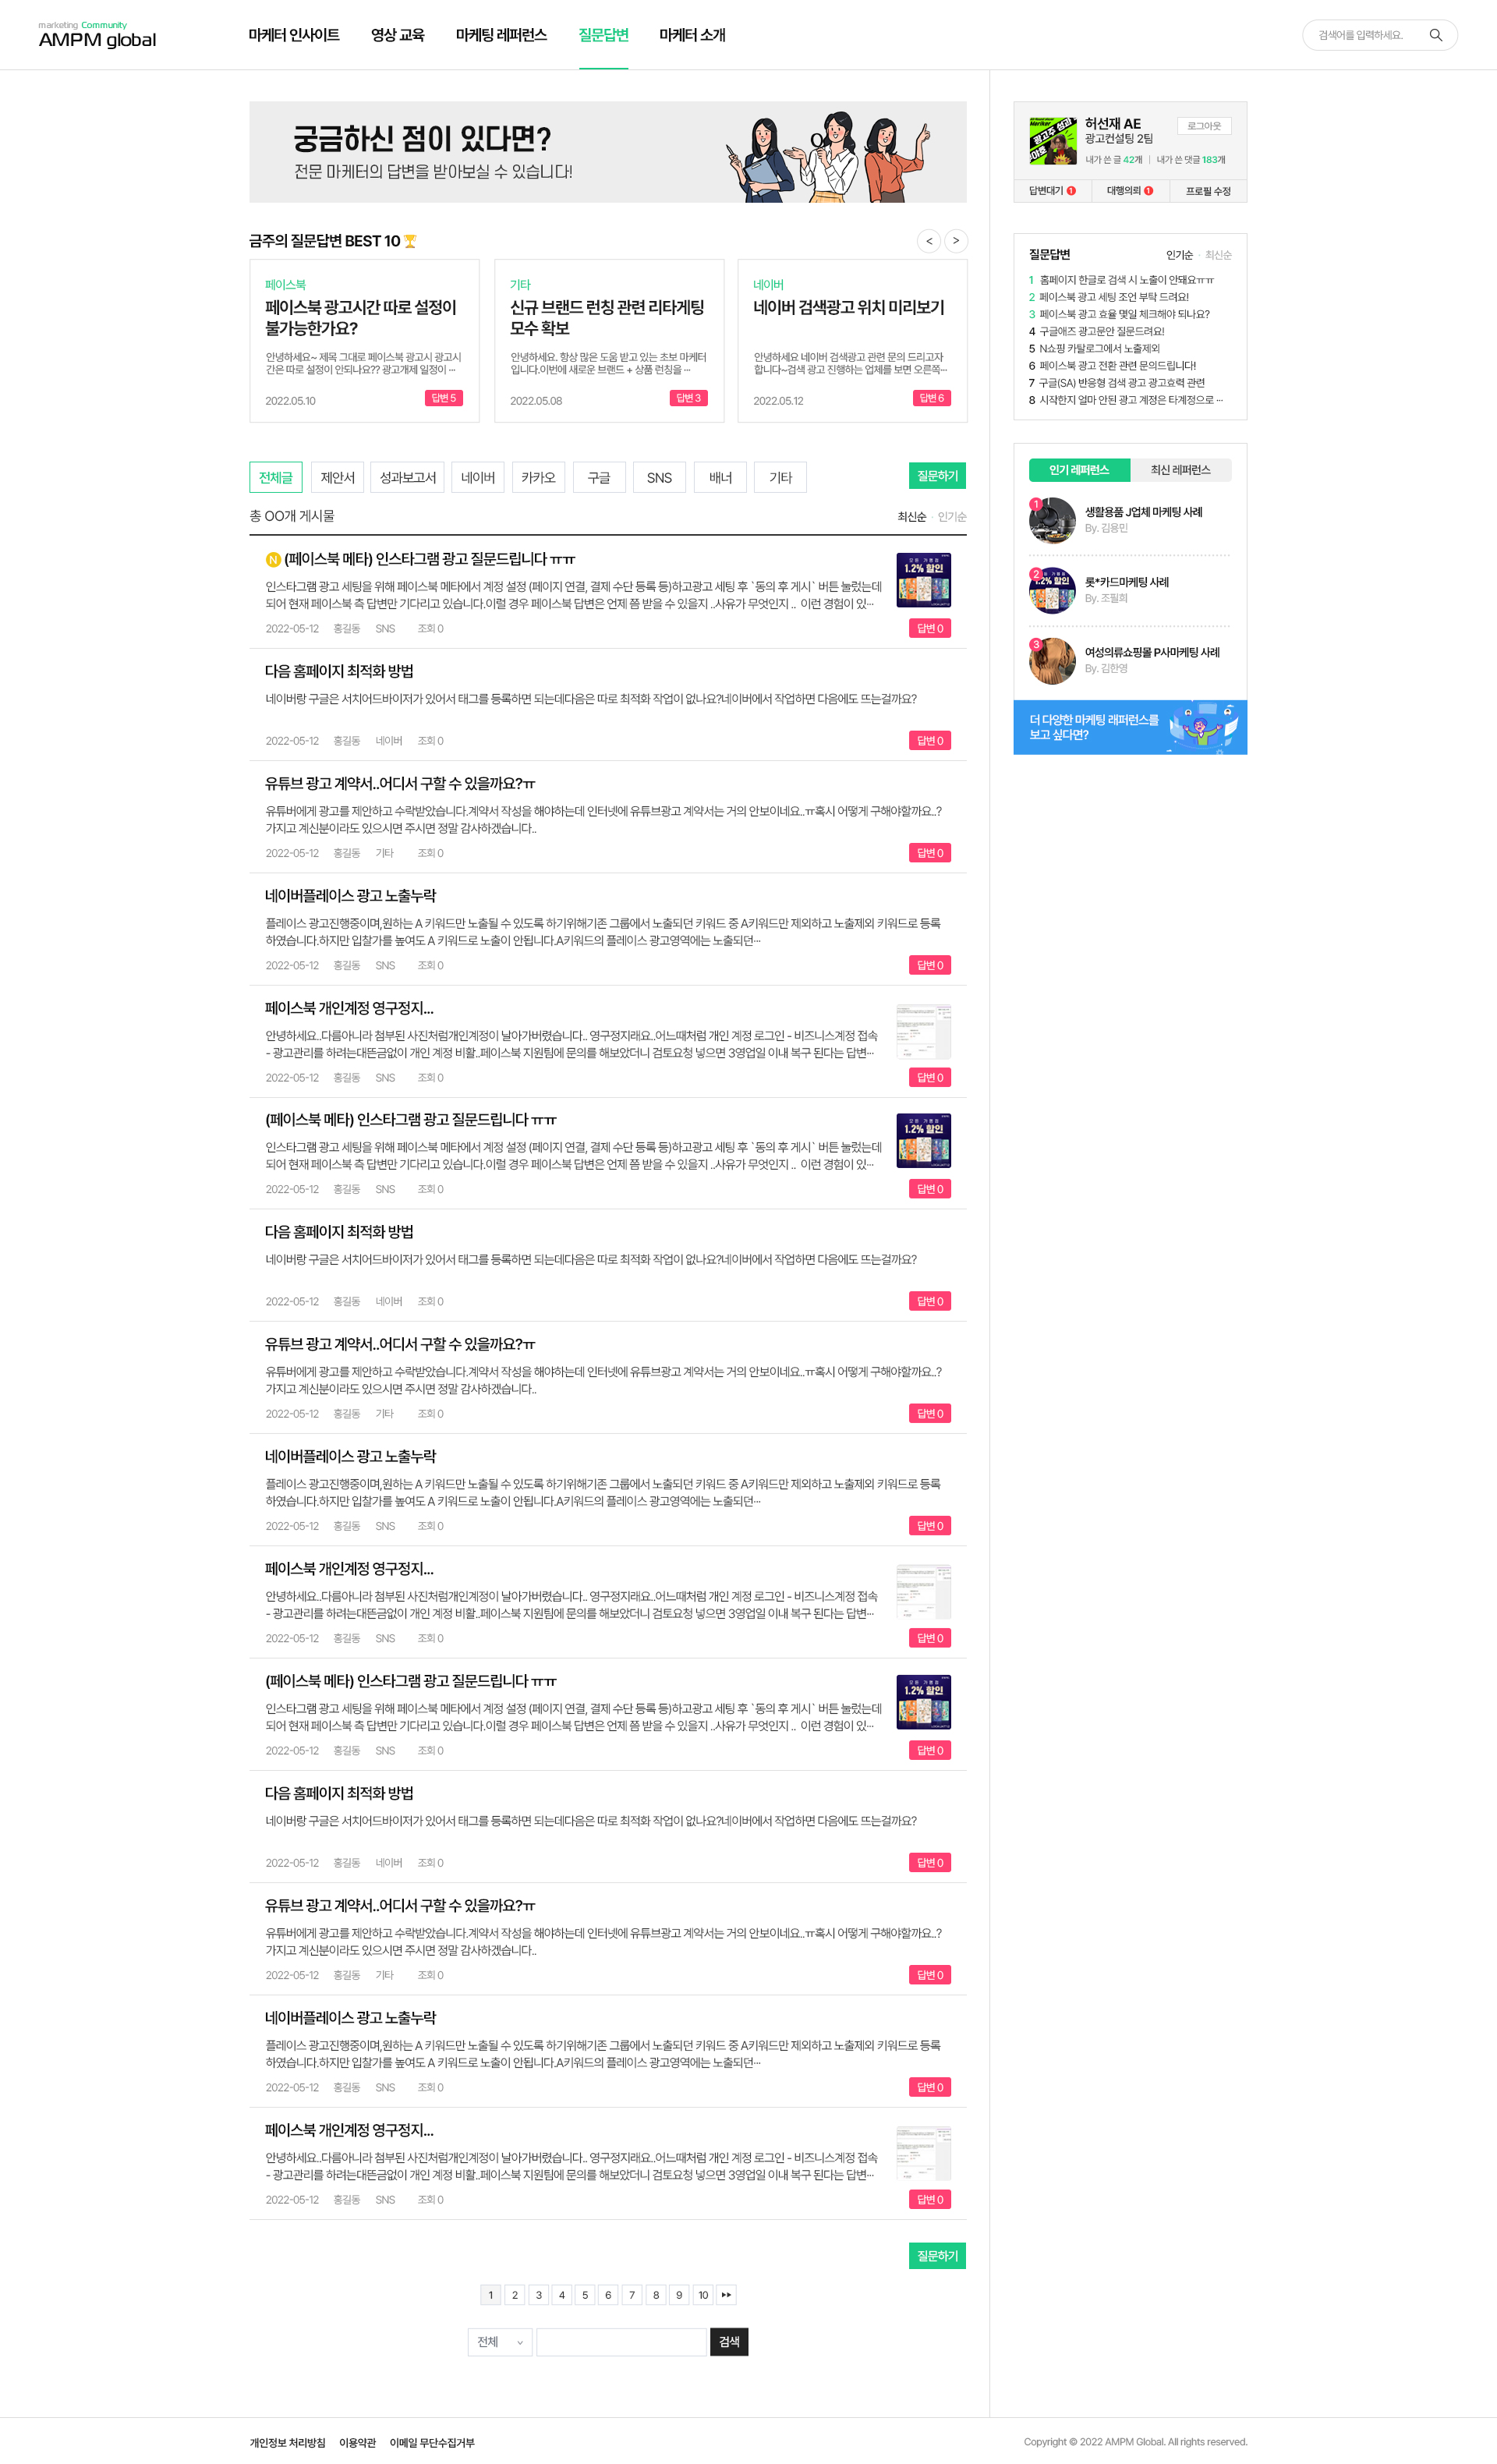 marketing Community
AMPM global
마케터 인사이트 영상 교육 마케팅 레퍼런스 질문답변 마케터 소개
검색어를 입력하세요.
궁금하신 점이 있다면?
전문 마케터의 답변을 받아보실 수 있습니다!
금주의 질문답변 BEST 10
< >
페이스북
페이스북 광고시간 따로 설정이
불가능한가요?
안녕하세요~ 제목 그대로 페이스북 광고시 광고시
간은 따로 설정이 안되나요?? 광고개제 일정이 ···
2022.05.10 답변 5
기타
신규 브랜드 런칭 관련 리타게팅
모수 확보
안녕하세요. 항상 많은 도움 받고 있는 초보 마케터
입니다.이번에 새로운 브랜드 + 상품 런칭을 ···
2022.05.08 답변 3
네이버
네이버 검색광고 위치 미리보기
안녕하세요 네이버 검색광고 관련 문의 드리고자
합니다~검색 광고 진행하는 업체를 보면 오른쪽···
2022.05.12 답변 6
전체글 제안서 성과보고서 네이버 카카오 구글 SNS 배너 기타 질문하기
총 OO개 게시물 최신순 · 인기순
N (페이스북 메타) 인스타그램 광고 질문드립니다 ㅠㅠ
인스타그램 광고 세팅을 위해 페이스북 메타에서 계정 설정 (페이지 연결, 결제 수단 등록 등)하고광고 세팅 후 `동의 후 게시` 버튼 눌렀는데
되어 현재 페이스북 측 답변만 기다리고 있습니다.이럴 경우 페이스북 답변은 언제 쯤 받을 수 있을지 ..사유가 무엇인지 .. 이런 경험이 있···
1.2% 할인
2022-05-12 홍길동 SNS 조회 0 답변 0
다음 홈페이지 최적화 방법
네이버랑 구글은 서치어드바이저가 있어서 태그를 등록하면 되는데다음은 따로 최적화 작업이 없나요?네이버에서 작업하면 다음에도 뜨는걸까요?
2022-05-12 홍길동 네이버 조회 0 답변 0
유튜브 광고 계약서..어디서 구할 수 있을까요?ㅠ
유튜버에게 광고를 제안하고 수락받았습니다.계약서 작성을 해야하는데 인터넷에 유튜브광고 계약서는 거의 안보이네요..ㅠ혹시 어떻게 구해야할까요..?
가지고 계신분이라도 있으시면 주시면 정말 감사하겠습니다..
2022-05-12 홍길동 기타 조회 0 답변 0
네이버플레이스 광고 노출누락
플레이스 광고진행중이며,원하는 A 키워드만 노출될 수 있도록 하기위해기존 그룹에서 노출되던 키워드 중 A키워드만 제외하고 노출제외 키워드로 등록
하였습니다.하지만 입찰가를 높여도 A 키워드로 노출이 안됩니다.A키워드의 플레이스 광고영역에는 노출되던···
2022-05-12 홍길동 SNS 조회 0 답변 0
페이스북 개인계정 영구정지...
안녕하세요..다름아니라 첨부된 사진처럼개인계정이 날아가버렸습니다.. 영구정지래요..어느때처럼 개인 계정 로그인 - 비즈니스계정 접속
- 광고관리를 하려는대뜬금없이 개인 계정 비활..페이스북 지원팀에 문의를 해보았더니 검토요청 넣으면 3영업일 이내 복구 된다는 답변···
2022-05-12 홍길동 SNS 조회 0 답변 0
(페이스북 메타) 인스타그램 광고 질문드립니다 ㅠㅠ
인스타그램 광고 세팅을 위해 페이스북 메타에서 계정 설정 (페이지 연결, 결제 수단 등록 등)하고광고 세팅 후 `동의 후 게시` 버튼 눌렀는데
되어 현재 페이스북 측 답변만 기다리고 있습니다.이럴 경우 페이스북 답변은 언제 쯤 받을 수 있을지 ..사유가 무엇인지 .. 이런 경험이 있···
1.2% 할인
2022-05-12 홍길동 SNS 조회 0 답변 0
다음 홈페이지 최적화 방법
네이버랑 구글은 서치어드바이저가 있어서 태그를 등록하면 되는데다음은 따로 최적화 작업이 없나요?네이버에서 작업하면 다음에도 뜨는걸까요?
2022-05-12 홍길동 네이버 조회 0 답변 0
유튜브 광고 계약서..어디서 구할 수 있을까요?ㅠ
유튜버에게 광고를 제안하고 수락받았습니다.계약서 작성을 해야하는데 인터넷에 유튜브광고 계약서는 거의 안보이네요..ㅠ혹시 어떻게 구해야할까요..?
가지고 계신분이라도 있으시면 주시면 정말 감사하겠습니다..
2022-05-12 홍길동 기타 조회 0 답변 0
네이버플레이스 광고 노출누락
플레이스 광고진행중이며,원하는 A 키워드만 노출될 수 있도록 하기위해기존 그룹에서 노출되던 키워드 중 A키워드만 제외하고 노출제외 키워드로 등록
하였습니다.하지만 입찰가를 높여도 A 키워드로 노출이 안됩니다.A키워드의 플레이스 광고영역에는 노출되던···
2022-05-12 홍길동 SNS 조회 0 답변 0
페이스북 개인계정 영구정지...
안녕하세요..다름아니라 첨부된 사진처럼개인계정이 날아가버렸습니다.. 영구정지래요..어느때처럼 개인 계정 로그인 - 비즈니스계정 접속
- 광고관리를 하려는대뜬금없이 개인 계정 비활..페이스북 지원팀에 문의를 해보았더니 검토요청 넣으면 3영업일 이내 복구 된다는 답변···
2022-05-12 홍길동 SNS 조회 0 답변 0
(페이스북 메타) 인스타그램 광고 질문드립니다 ㅠㅠ
인스타그램 광고 세팅을 위해 페이스북 메타에서 계정 설정 (페이지 연결, 결제 수단 등록 등)하고광고 세팅 후 `동의 후 게시` 버튼 눌렀는데
되어 현재 페이스북 측 답변만 기다리고 있습니다.이럴 경우 페이스북 답변은 언제 쯤 받을 수 있을지 ..사유가 무엇인지 .. 이런 경험이 있···
1.2% 할인
2022-05-12 홍길동 SNS 조회 0 답변 0
다음 홈페이지 최적화 방법
네이버랑 구글은 서치어드바이저가 있어서 태그를 등록하면 되는데다음은 따로 최적화 작업이 없나요?네이버에서 작업하면 다음에도 뜨는걸까요?
2022-05-12 홍길동 네이버 조회 0 답변 0
유튜브 광고 계약서..어디서 구할 수 있을까요?ㅠ
유튜버에게 광고를 제안하고 수락받았습니다.계약서 작성을 해야하는데 인터넷에 유튜브광고 계약서는 거의 안보이네요..ㅠ혹시 어떻게 구해야할까요..?
가지고 계신분이라도 있으시면 주시면 정말 감사하겠습니다..
2022-05-12 홍길동 기타 조회 0 답변 0
네이버플레이스 광고 노출누락
플레이스 광고진행중이며,원하는 A 키워드만 노출될 수 있도록 하기위해기존 그룹에서 노출되던 키워드 중 A키워드만 제외하고 노출제외 키워드로 등록
하였습니다.하지만 입찰가를 높여도 A 키워드로 노출이 안됩니다.A키워드의 플레이스 광고영역에는 노출되던···
2022-05-12 홍길동 SNS 조회 0 답변 0
페이스북 개인계정 영구정지...
안녕하세요..다름아니라 첨부된 사진처럼개인계정이 날아가버렸습니다.. 영구정지래요..어느때처럼 개인 계정 로그인 - 비즈니스계정 접속
- 광고관리를 하려는대뜬금없이 개인 계정 비활..페이스북 지원팀에 문의를 해보았더니 검토요청 넣으면 3영업일 이내 복구 된다는 답변···
2022-05-12 홍길동 SNS 조회 0 답변 0
질문하기
1 2 3 4 5 6 7 8 9 10
전체 검색
허선재 AE 로그아웃
광고컨설팅 2팀
내가 쓴 글 42개 | 내가 쓴 댓글 183개
답변대기 1 대행의뢰 1 프로필 수정
질문답변 인기순 · 최신순
1 홈페이지 한글로 검색 시 노출이 안돼요ㅠㅠ
2 페이스북 광고 세팅 조언 부탁 드려요!
3 페이스북 광고 효율 몇일 체크해야 되나요?
4 구글애즈 광고문안 질문드려요!
5 N쇼핑 카탈로그에서 노출제외
6 페이스북 광고 전환 관련 문의드립니다!
7 구글(SA) 반응형 검색 광고 광고효력 관련
8 시작한지 얼마 안된 광고 계정은 타계정으로 ···
인기 레퍼런스 최신 레퍼런스
1 생활용품 J업체 마케팅 사례
By. 김용민
2 롯*카드마케팅 사례
By. 조필희
3 여성의류쇼핑몰 P사마케팅 사례
By. 김한영
더 다양한 마케팅 래퍼런스를
보고 싶다면?
개인정보 처리방침 이용약관 이메일 무단수집거부
Copyright © 2022 AMPM Global. All rights reserved.